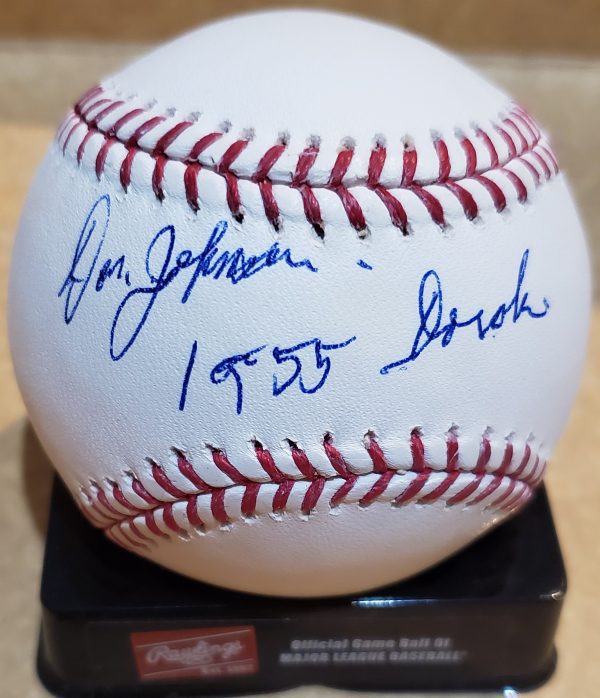 Don Johnson
1955
Rawlings
Official Game Ball Of
MAJOR LEAGUE BASEBALL